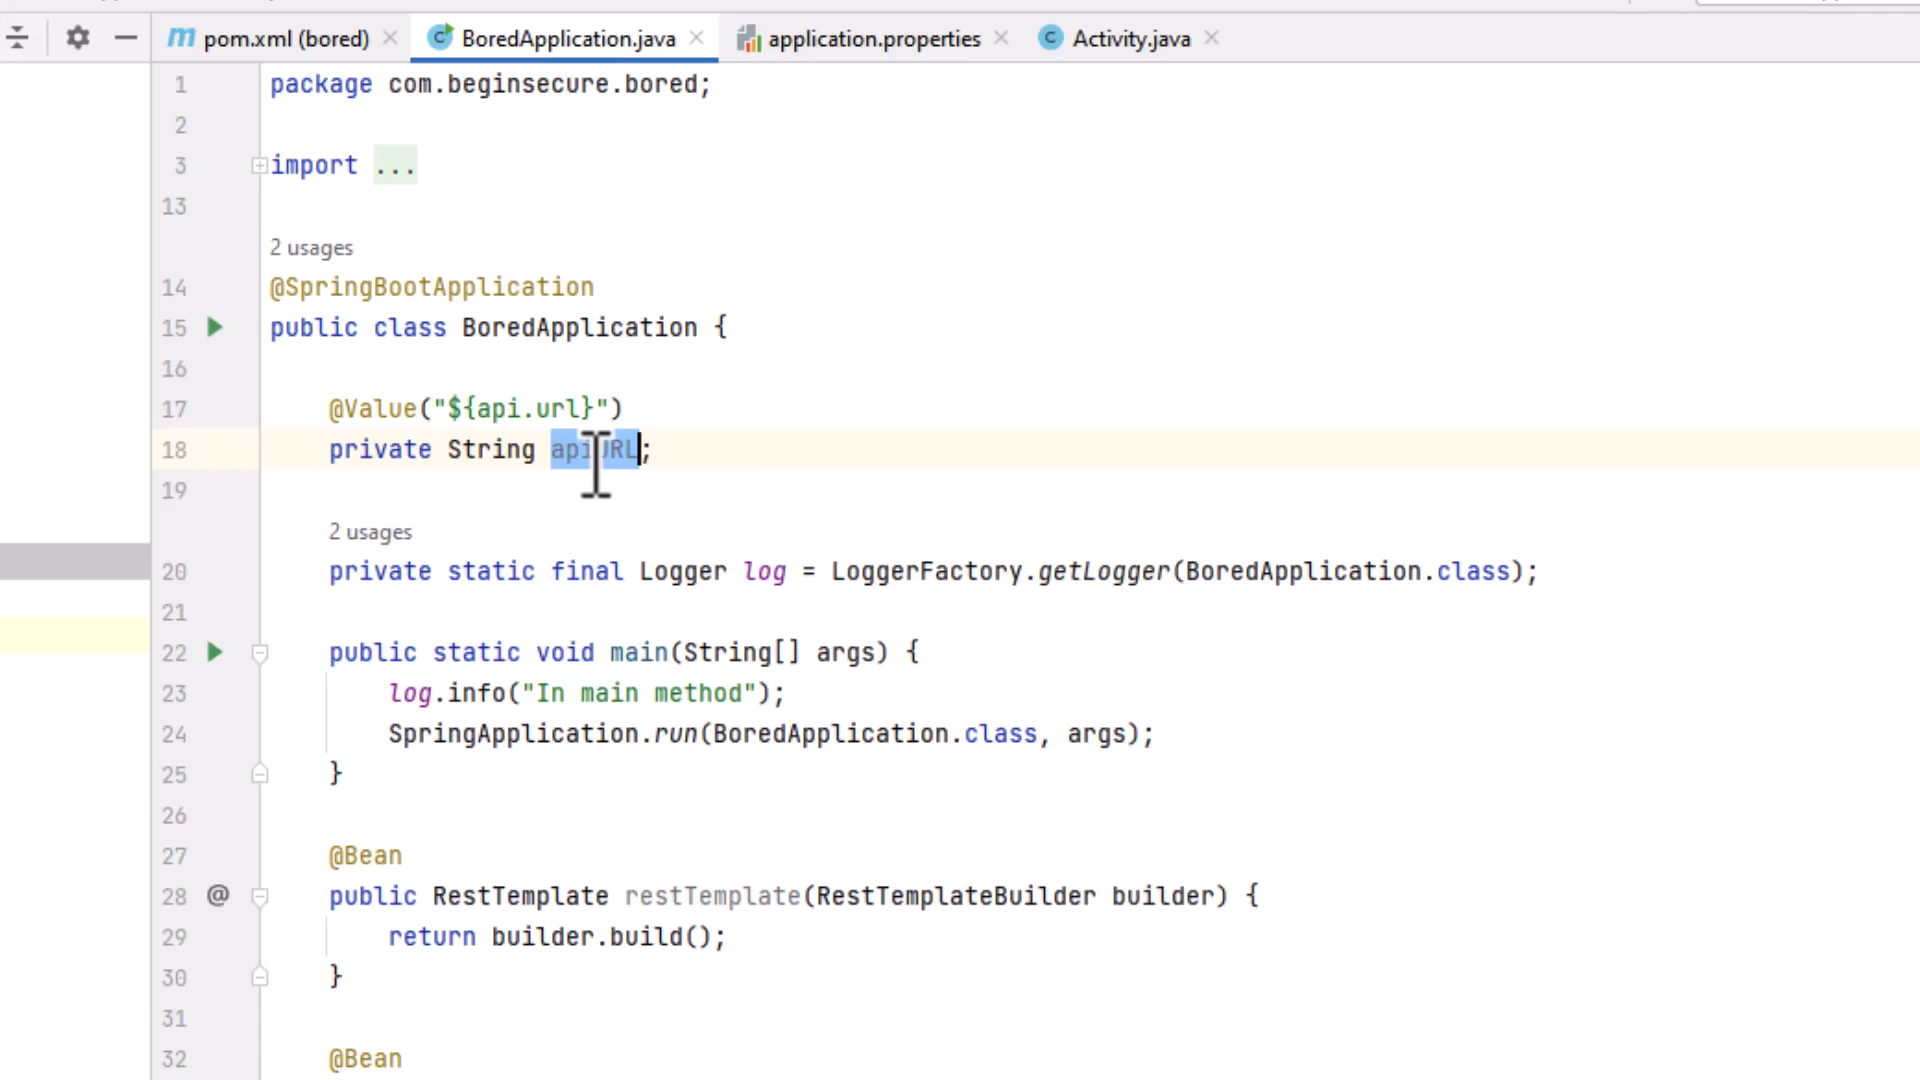 pom.xml (bored) BoredApplication.java application.properties Activity.java
1 package com.beginsecure.bored;
2
3 import ...
13
2 usages
14 @SpringBootApplication
15 public class BoredApplication {
16
17 @Value("${api.url}")
18 private String apiURL;
19
2 usages
20 private static final Logger log = LoggerFactory.getLogger(BoredApplication.class);
21
22 public static void main(String[] args) {
23 log.info("In main method");
24 SpringApplication.run(BoredApplication.class, args);
25 }
26
27 @Bean
28 @ public RestTemplate restTemplate(RestTemplateBuilder builder) {
29 return builder.build();
30 }
31
32 @Bean